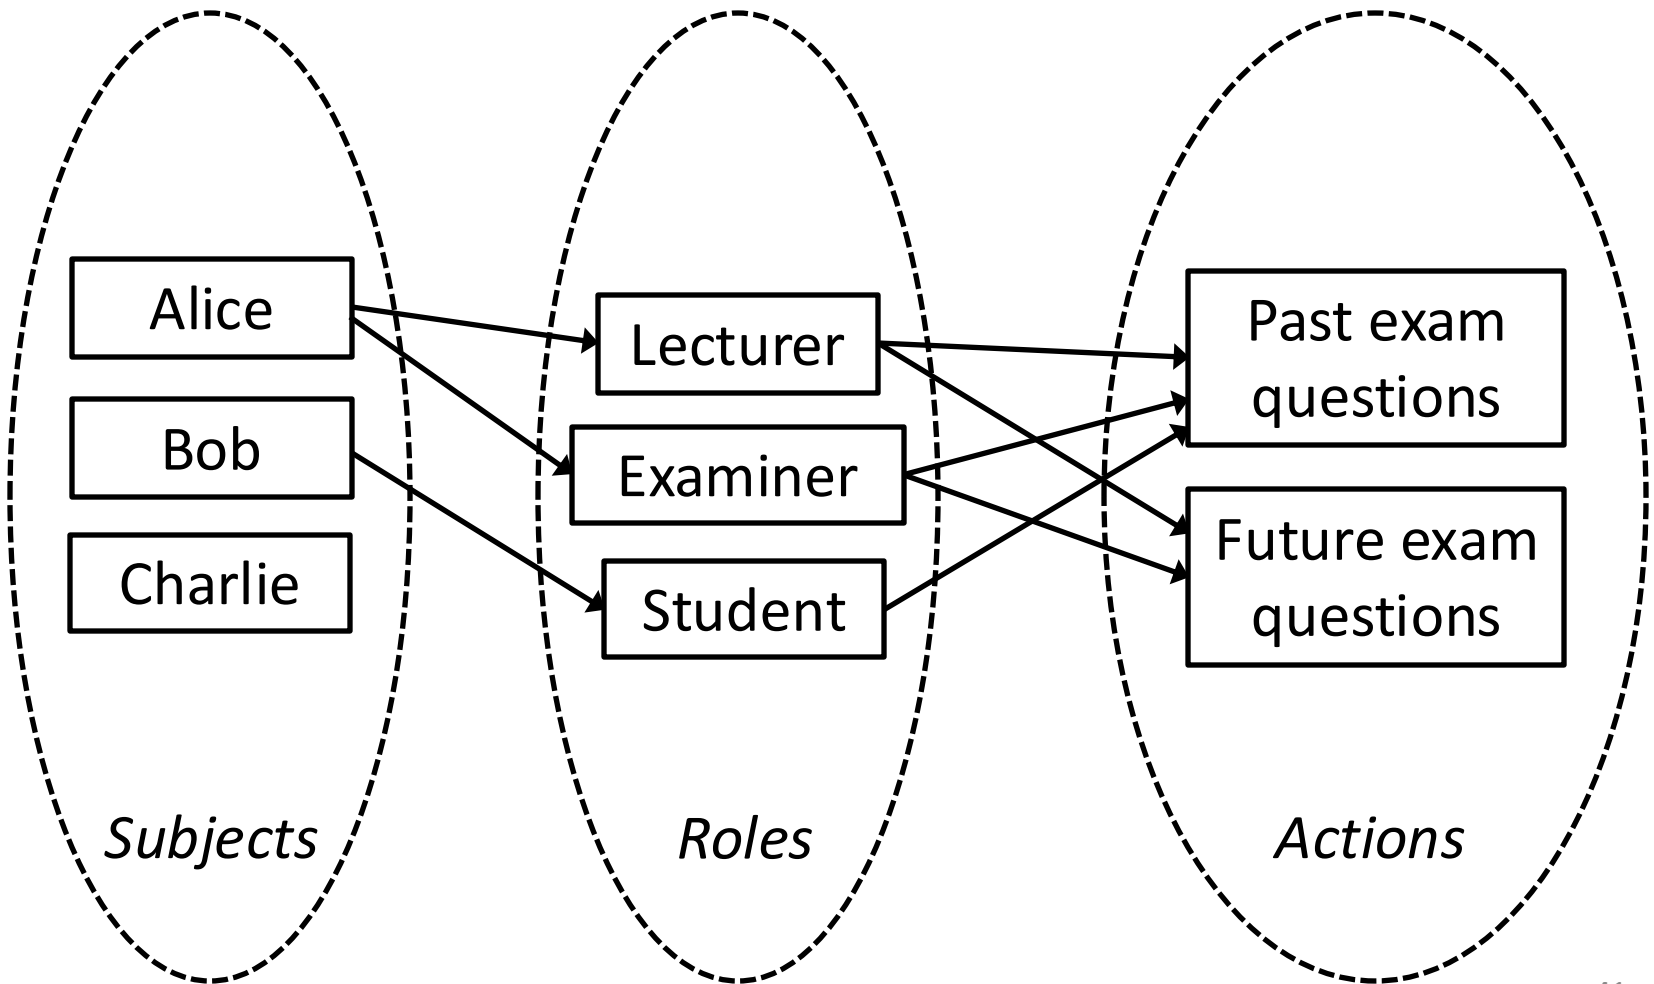 Alice
Bob
Charlie
Subjects
Lecturer
Examiner
Student
Roles
Past exam
questions
Future exam
questions
Actions